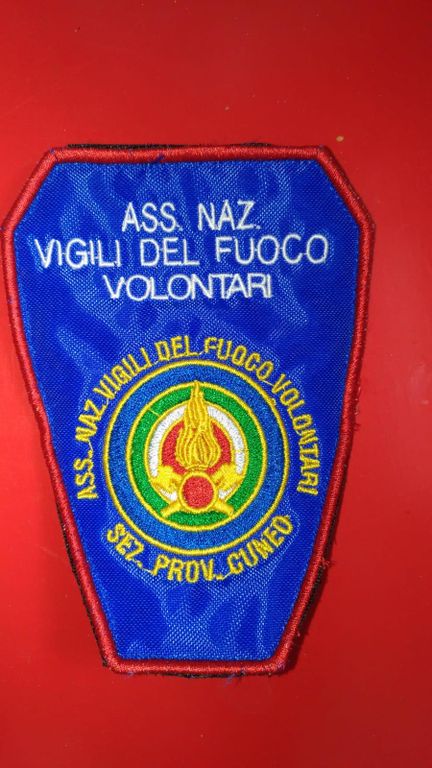 ASS. NAZ.
VIGILI DEL FUOCO
VOLONTARI
ASS. NAZ. VIGILI DEL FUOCO VOLONTARI
SEZ. PROV. CUNEO